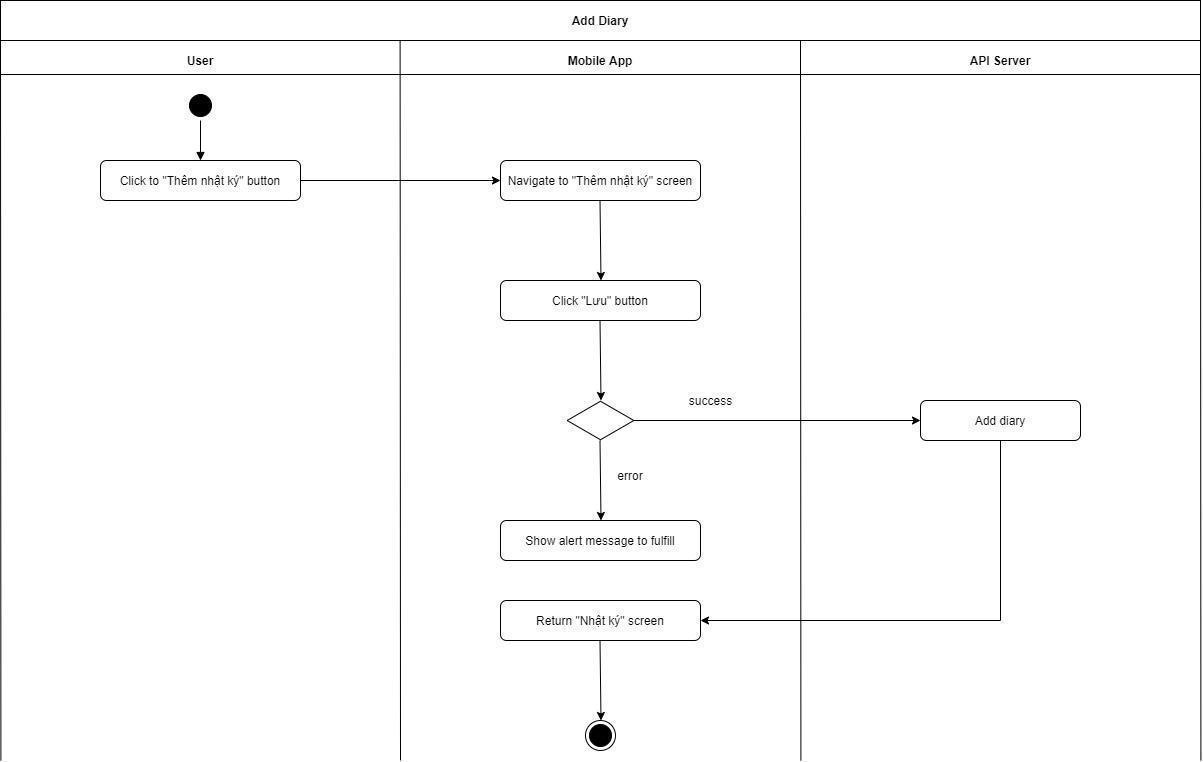 Add Diary
User
Mobile App
API Server
Click to "Thêm nhật ký" button
Navigate to "Thêm nhật ký" screen
Click "Lưu" button
success
Add diary
error
Show alert message to fulfill
Return "Nhật ký" screen